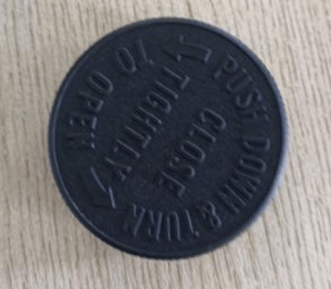 PUSH DOWN & TURN
TO OPEN
CLOSE
TIGHTLY